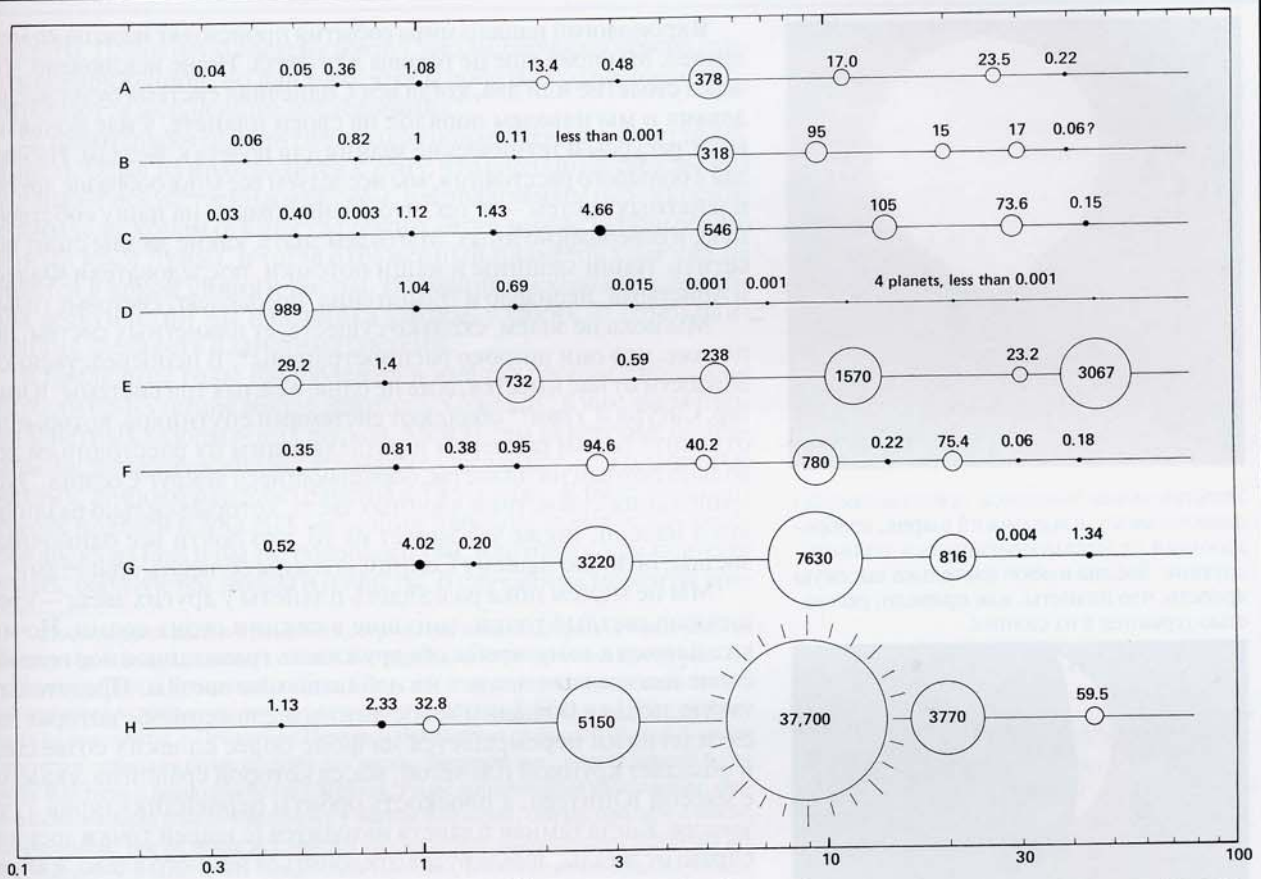 0.04 0.05 0.36 1.08 13.4 0.48 17.0 23.5 0.22
A 378
0.06 0.82 1 0.11 less than 0.001 95 15 17 0.06?
B 318
0.03 0.40 0.003 1.12 1.43 4.66 105 73.6 0.15
C 546
1.04 0.69 0.015 0.001 0.001 4 planets, less than 0.001
D 989
29.2 1.4 0.59 238 23.2
E 732 1570 3067
0.35 0.81 0.38 0.95 94.6 40.2 0.22 75.4 0.06 0.18
F 780
0.52 4.02 0.20 0.004 1.34
G 3220 7630 816
1.13 2.33 32.8 59.5
H 5150 37,700 3770
0.1 0.3 1 3 10 30 100